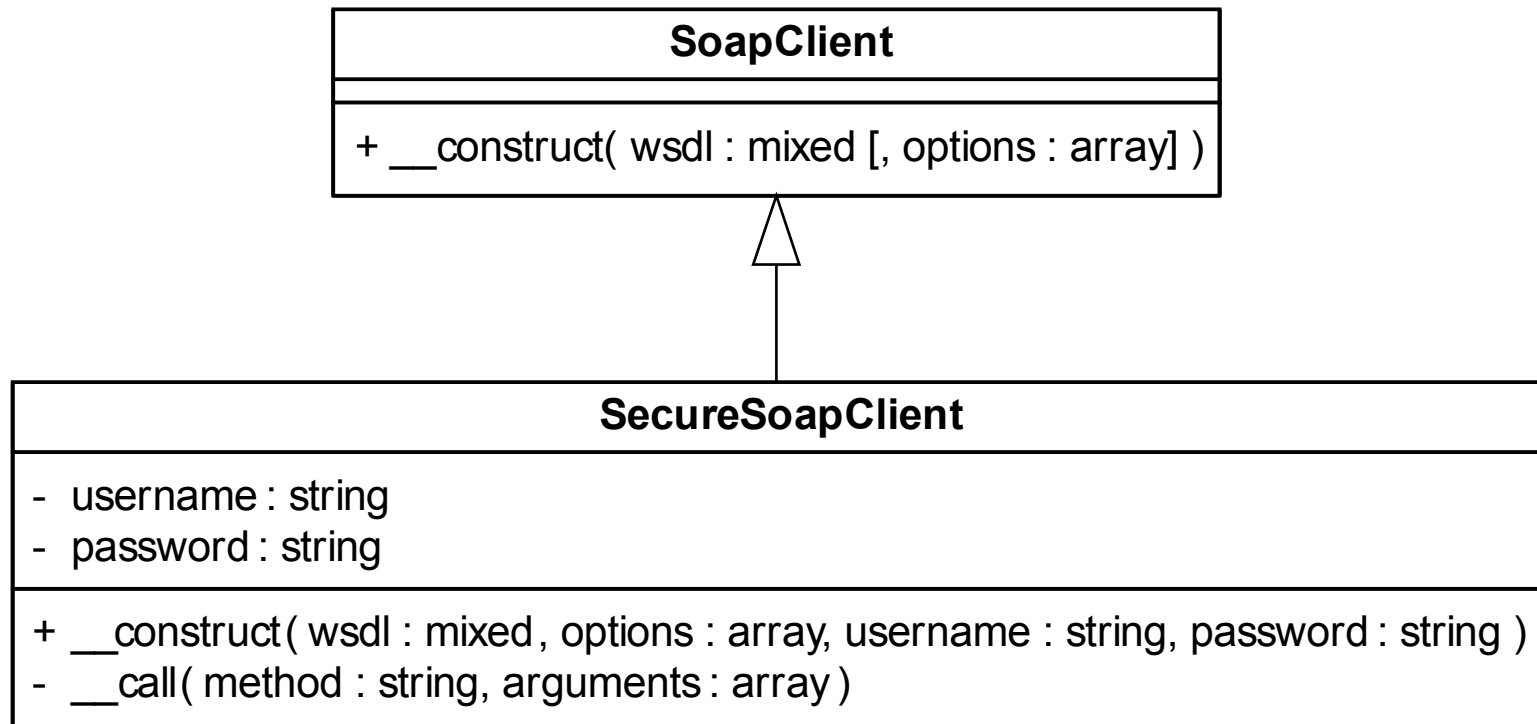 SoapClient
+ __construct( wsdl : mixed [, options : array] )
SecureSoapClient
- username : string
- password : string
+ __construct( wsdl : mixed, options : array, username : string, password : string )
- __call( method : string, arguments : array )